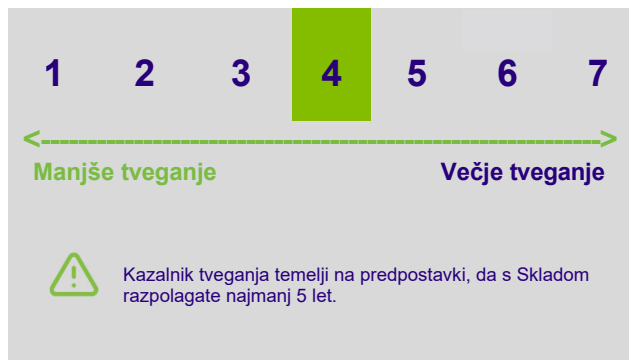 1 2 3 4 5 6 7
<----------------------------------------------------------->
Manjše tveganje Večje tveganje
Kazalnik tveganja temelji na predpostavki, da s Skladom
razpolagate najmanj 5 let.